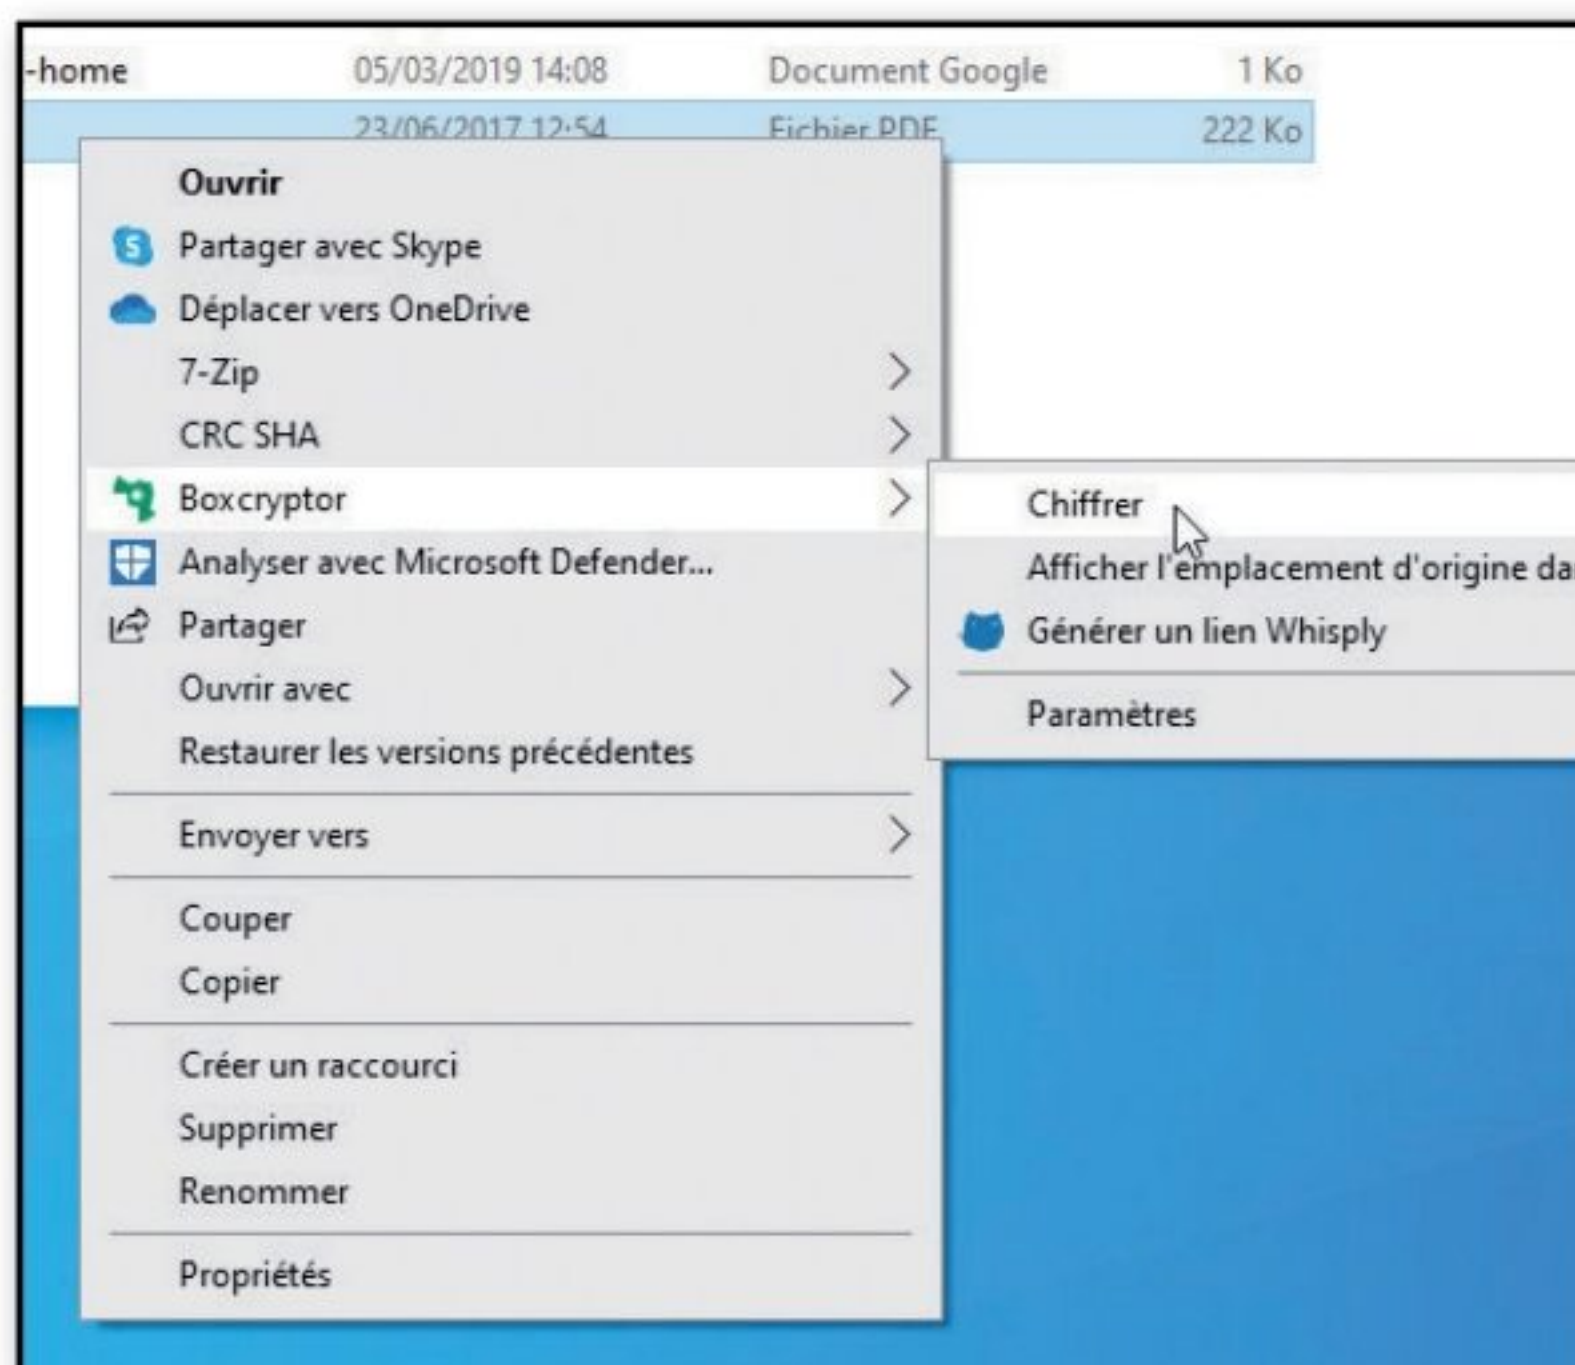 -home 05/03/2019 14:08 Document Google 1 Ko
23/06/2017 12:54 Fichier PDF 222 Ko
Ouvrir
Partager avec Skype
Déplacer vers OneDrive
7-Zip
CRC SHA
Boxcryptor
Analyser avec Microsoft Defender...
Partager
Ouvrir avec
Restaurer les versions précédentes
Envoyer vers
Couper
Copier
Créer un raccourci
Supprimer
Renommer
Propriétés
Chiffrer
Afficher l'emplacement d'origine da
Générer un lien Whisply
Paramètres